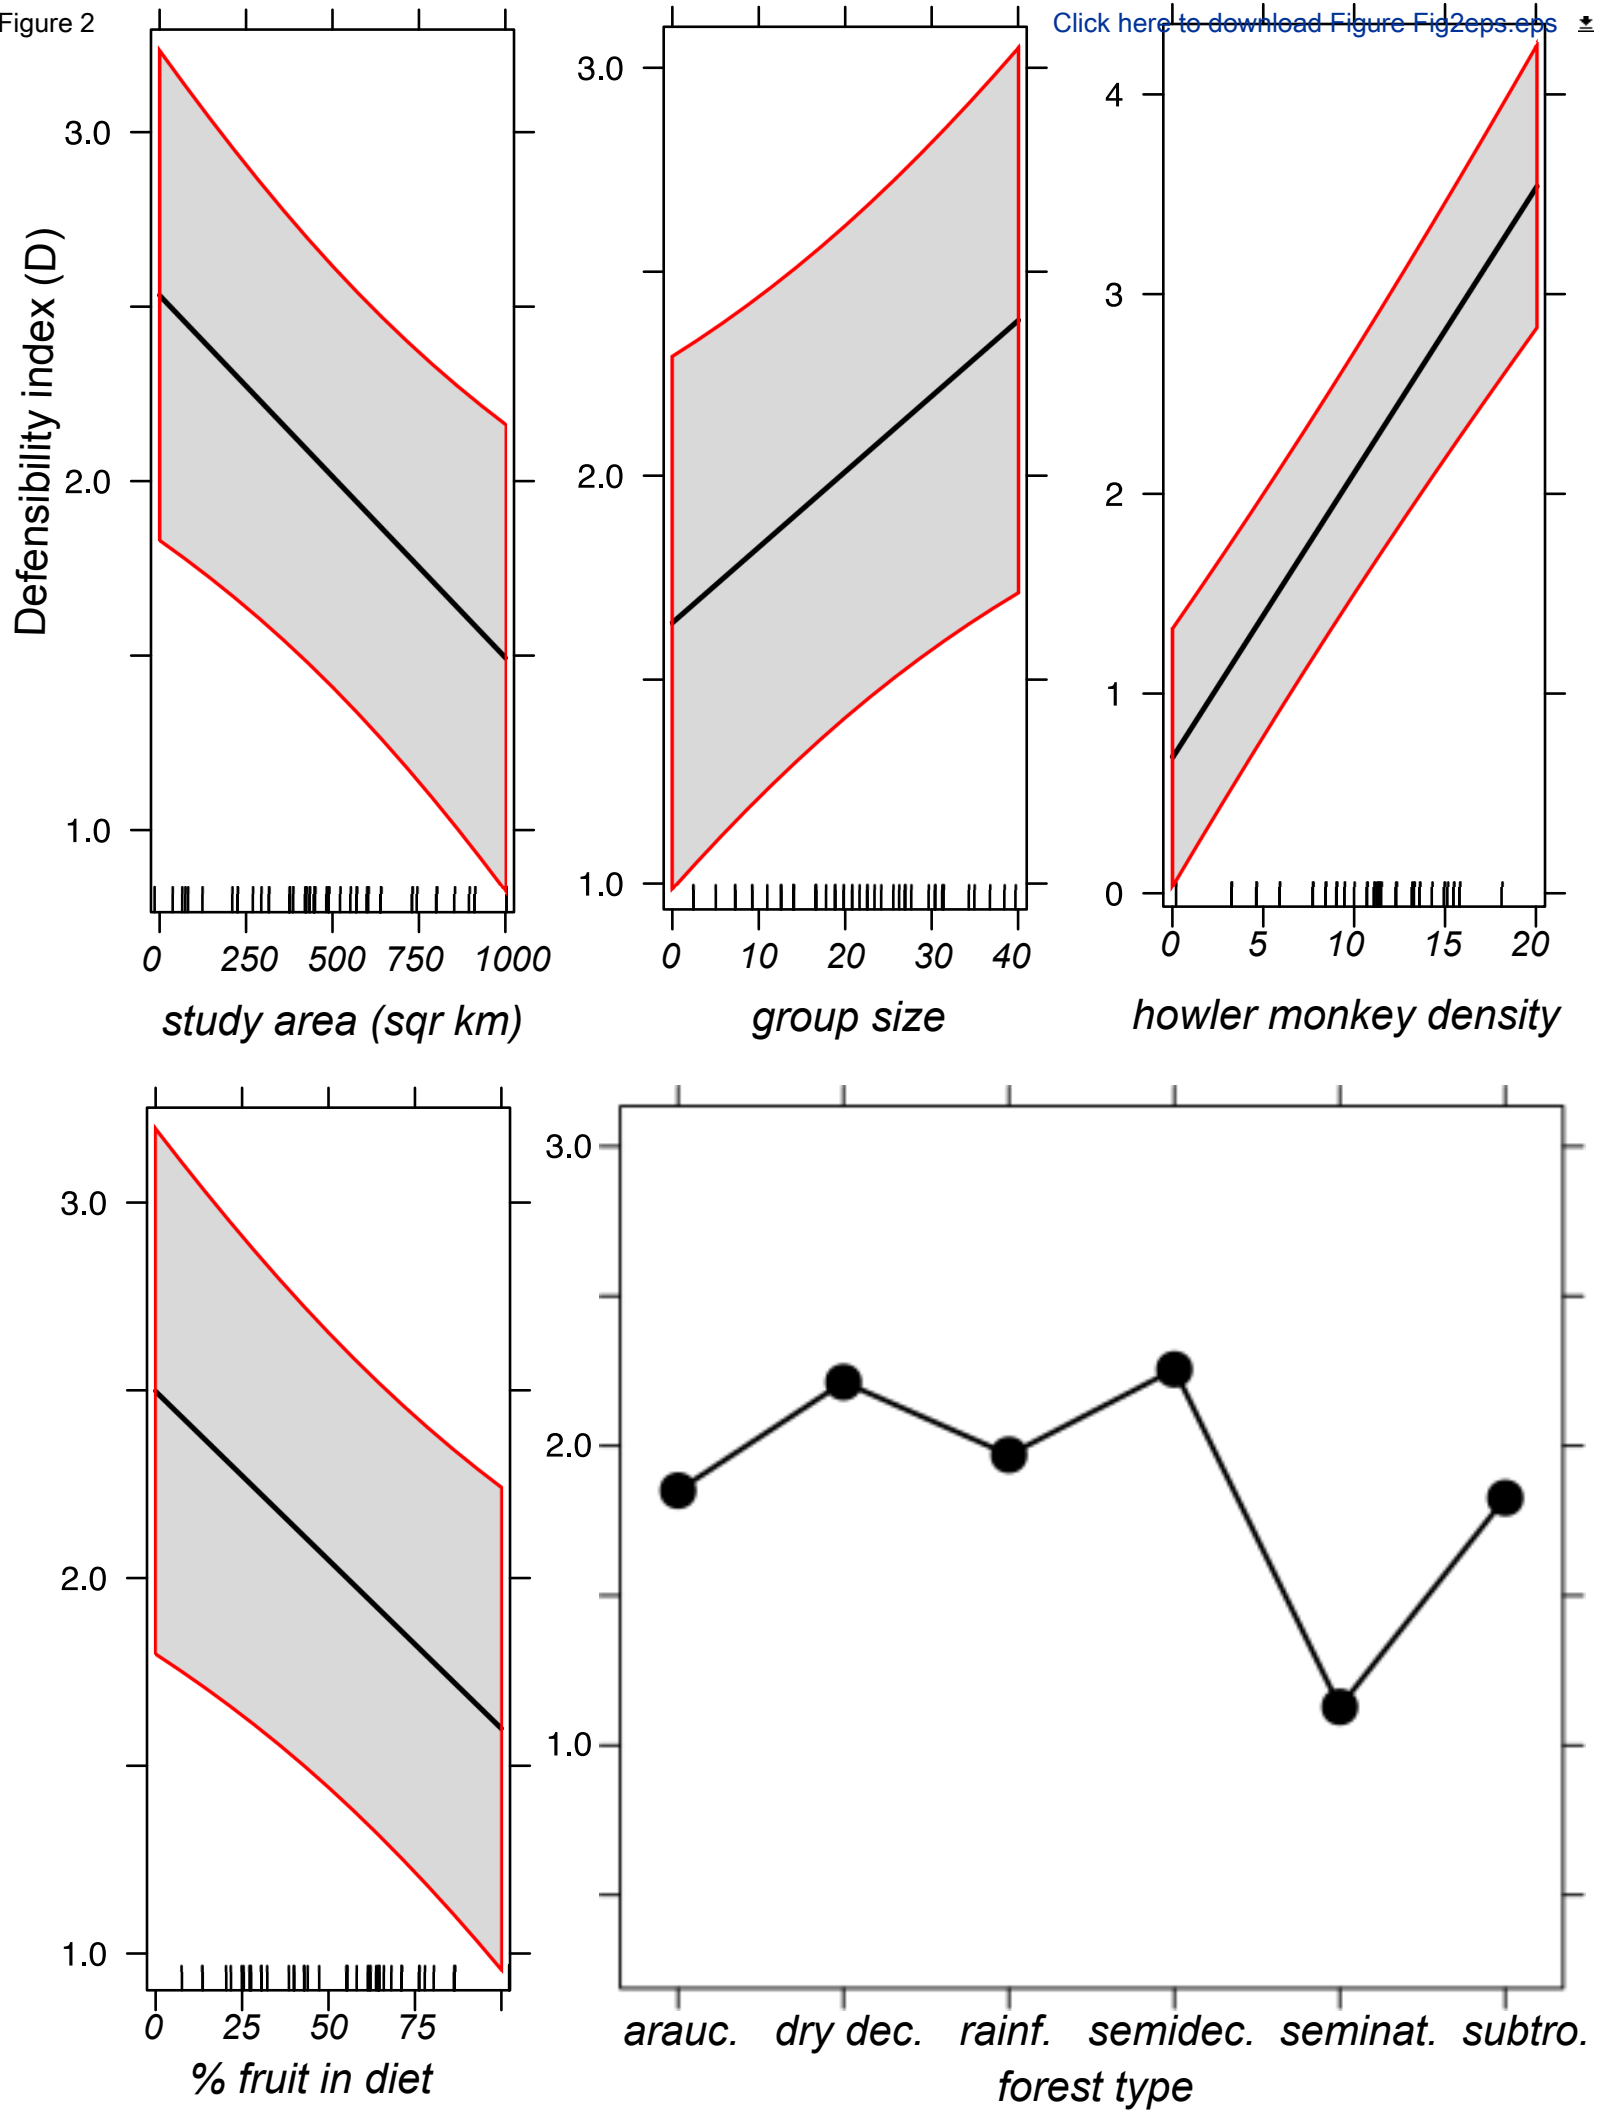 Figure 2
Click here to download Figure Fig2eps.eps
Defensibility index (D)
3.0
2.0
1.0
0 250 500 750 1000
study area (sqr km)
3.0
2.0
1.0
0 10 20 30 40
group size
4
3
2
1
0
0 5 10 15 20
howler monkey density
3.0
2.0
1.0
0 25 50 75
% fruit in diet
3.0
2.0
1.0
arauc. dry dec. rainf. semidec. seminat. subtro.
forest type